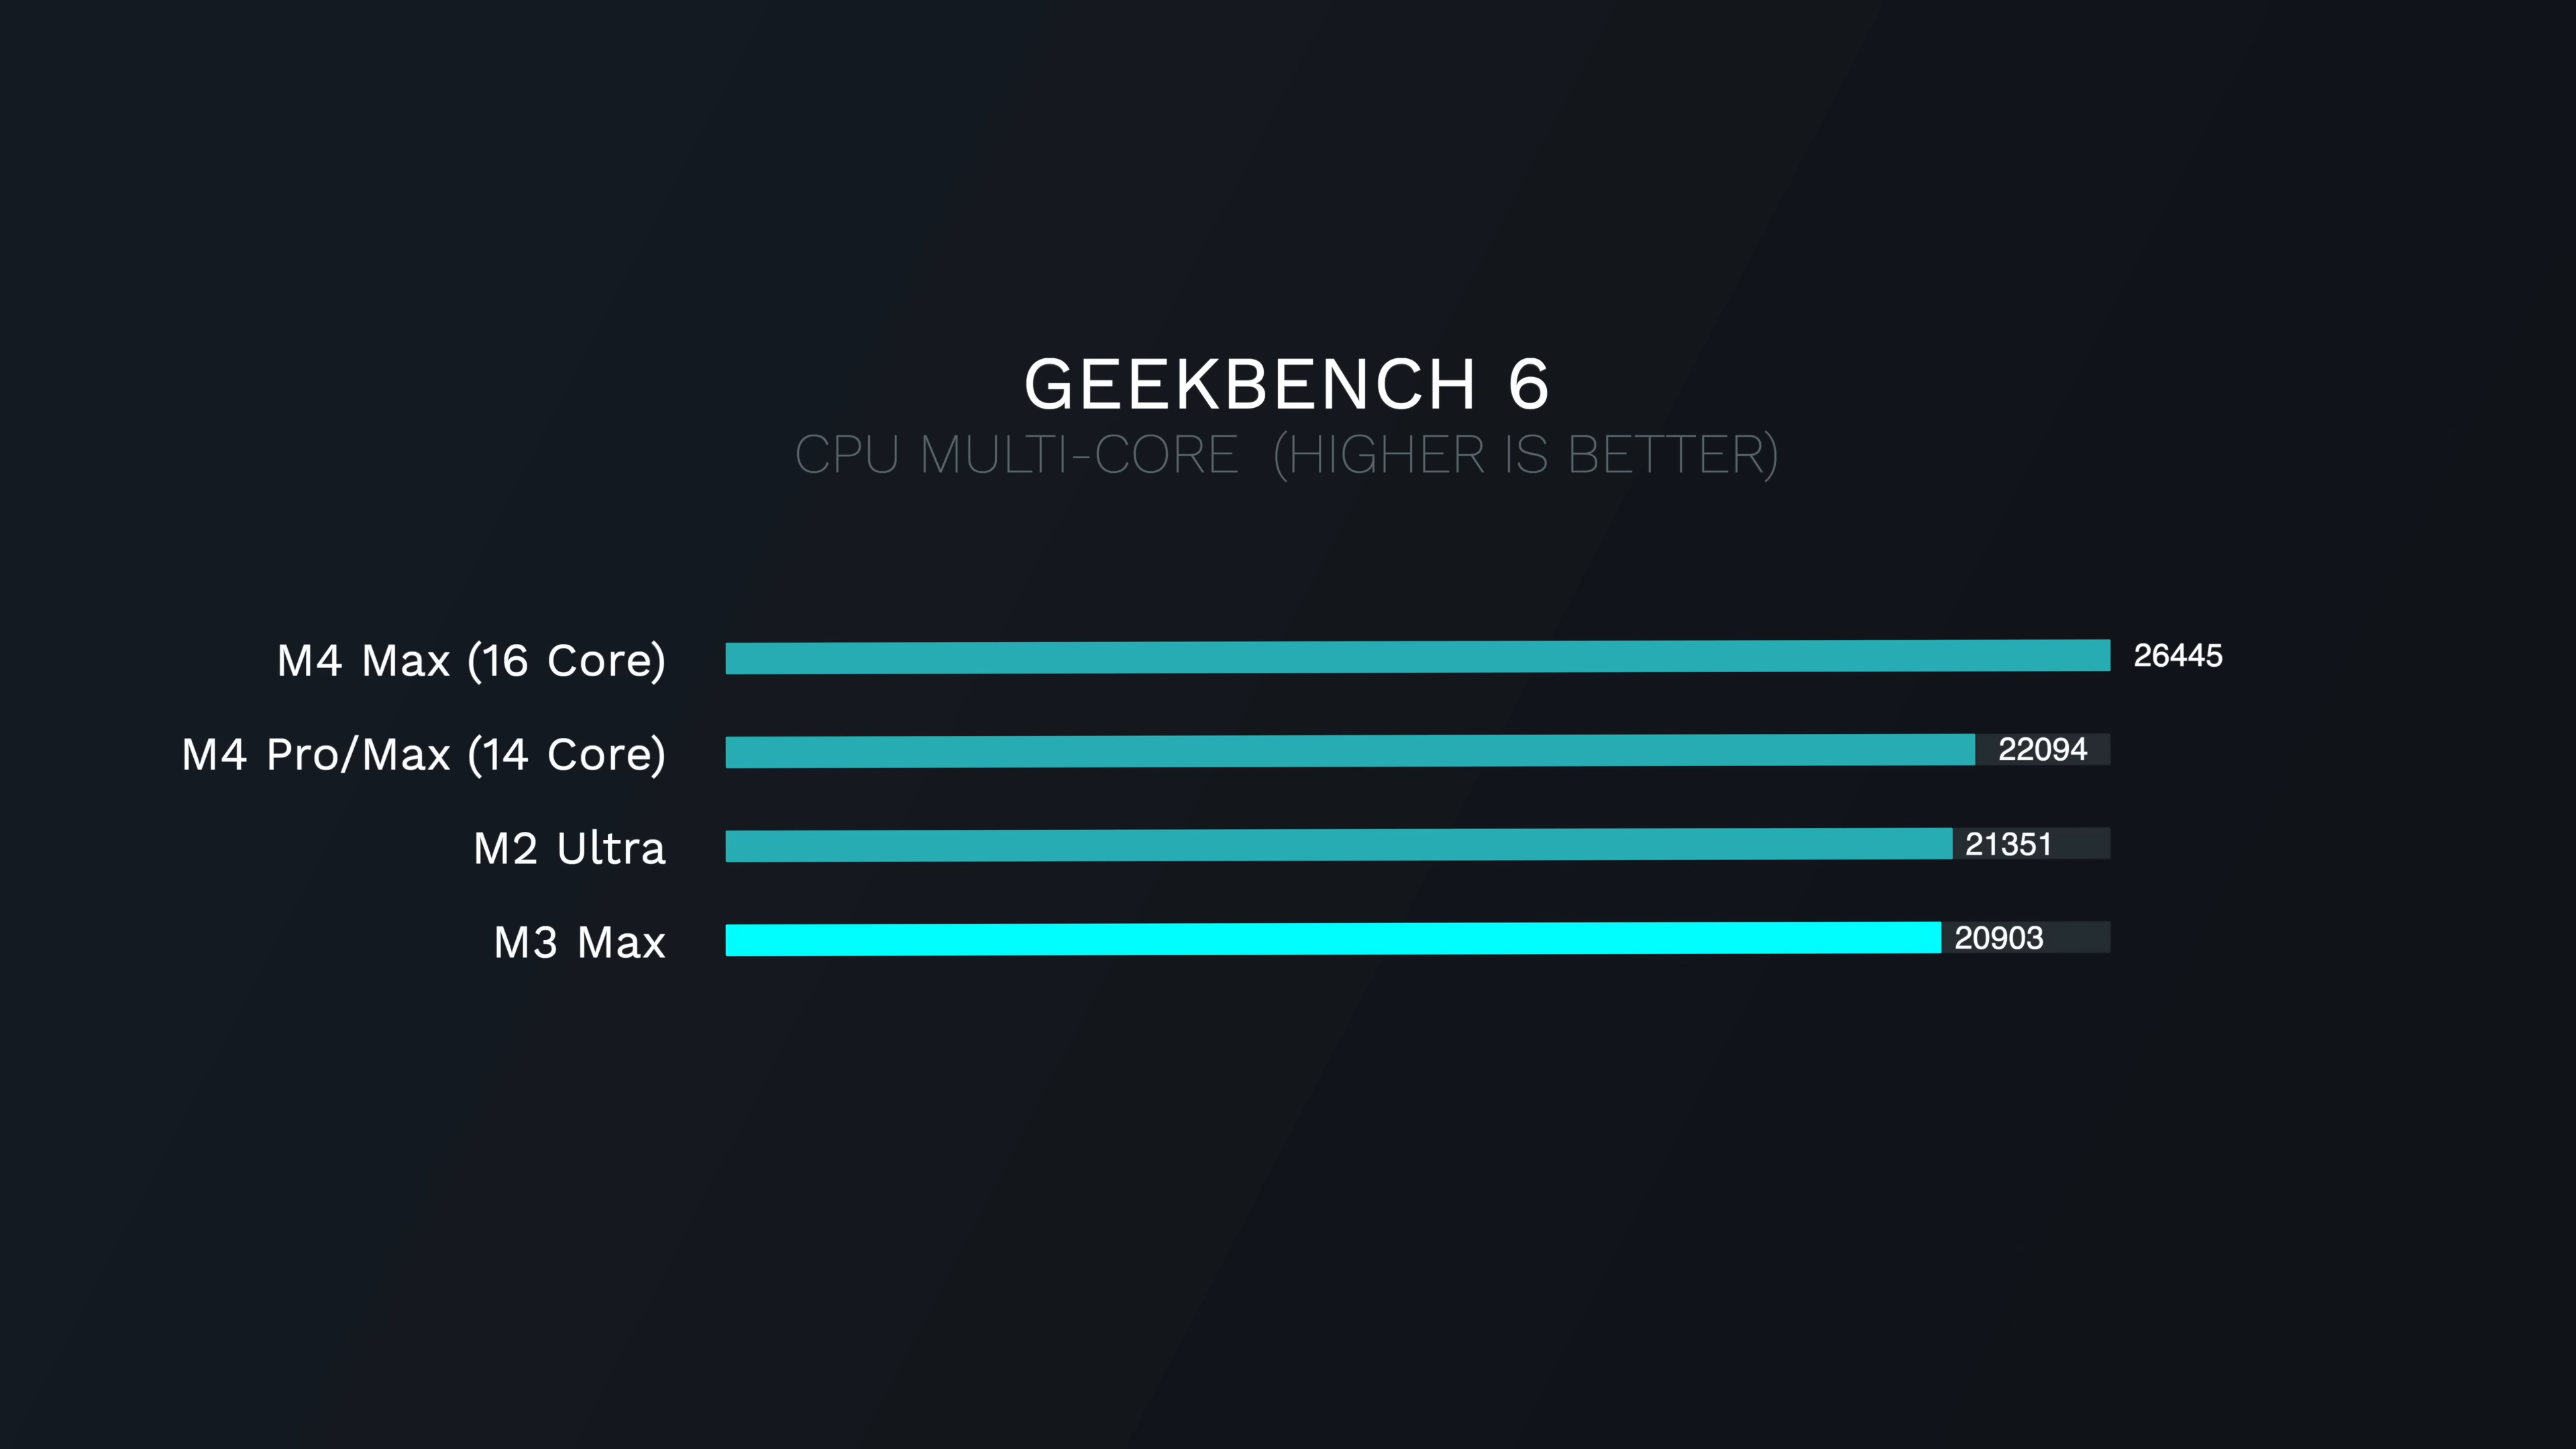 GEEKBENCH 6
CPU MULTI-CORE (HIGHER IS BETTER)
M4 Max (16 Core) 26445
M4 Pro/Max (14 Core) 22094
M2 Ultra 21351
M3 Max 20903